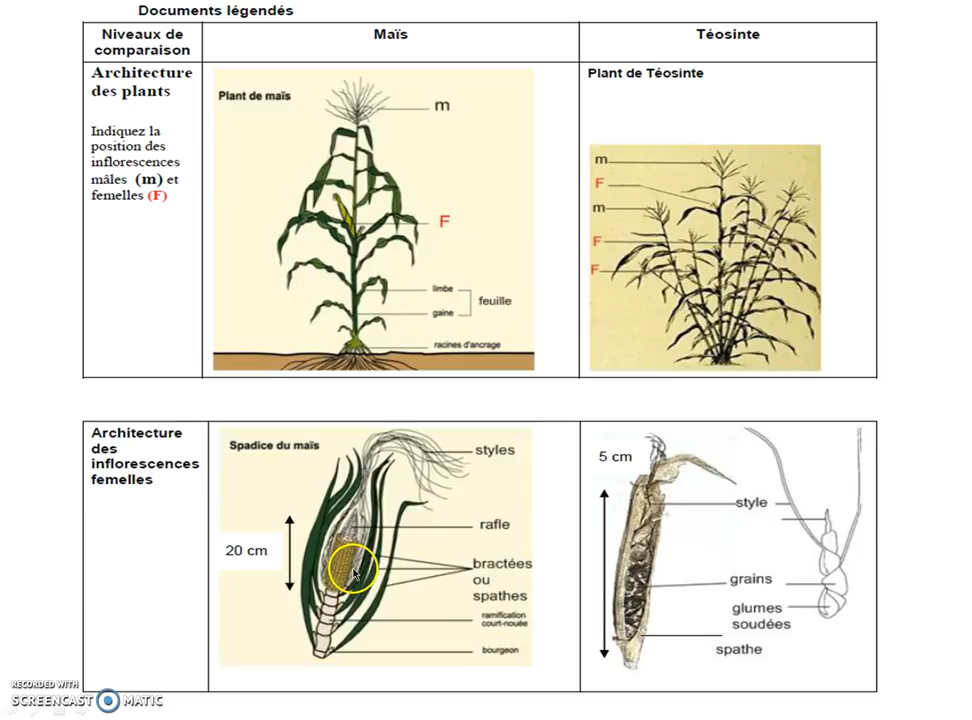 Documents légendés
Niveaux de
comparaison
Maïs
Téosinte
Architecture
des plants
Indiquez la
position des
inflorescences
mâles (m) et
femelles (F)
Plant de maïs
m
F
limbe
feuille
gaine
racines d'ancrage
Plant de Téosinte
m
F
m
F
F
Architecture
des
inflorescences
femelles
Spadice du maïs
styles
rafle
20 cm
bractées
ou
spathes
ramification
court-nouée
bourgeon
5 cm
style
grains
glumes
soudées
spathe
RECORDED WITH
SCREENCAST MATIC